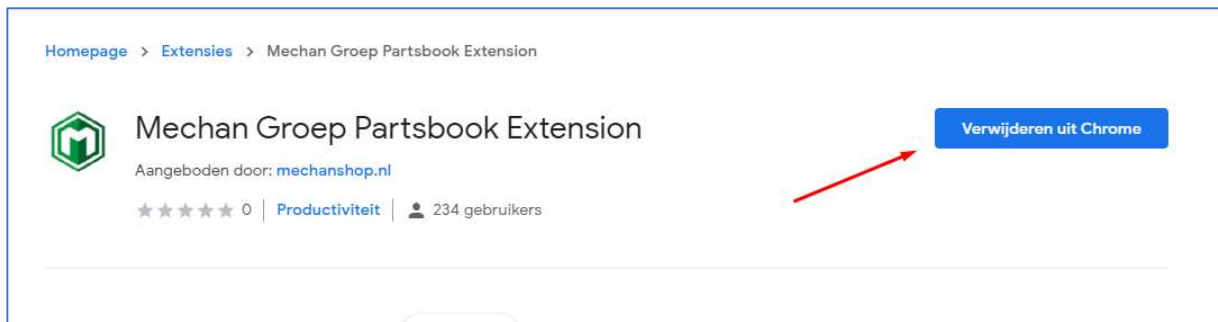 Homepage > Extensies > Mechan Groep Partsbook Extension
Mechan Groep Partsbook Extension
Verwijderen uit Chrome
Aangeboden door: mechanshop.nl
0 | Productiviteit | 234 gebruikers